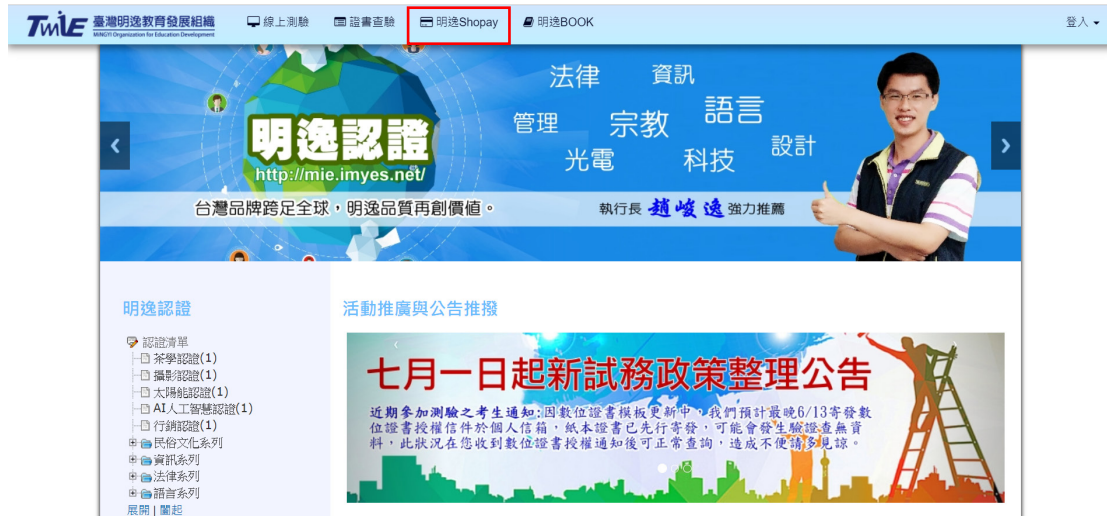 TWMIE 臺灣明逸教育發展組織
MINGYI Organization for Education Development
線上測驗
證書查驗
明逸Shopay
明逸BOOK
登入
法律
資訊
管理
宗教
語言
光電
科技
設計
明逸認證
http://mie.imyes.net/
台灣品牌跨足全球，明逸品質再創價值。
執行長 趙峻逸 強力推薦
明逸認證
認證清單
茶學認證(1)
攝影認證(1)
太陽能認證(1)
AI人工智慧認證(1)
行銷認證(1)
民俗文化系列
資訊系列
法律系列
語言系列
展開 | 闔起
活動推廣與公告推撥
七月一日起新試務政策整理公告
近期參加測驗之考生通知:因數位證書模板更新中，我們預計最晚6/13寄發數
位證書授權信件於個人信箱，紙本證書已先行寄發，可能會發生驗證查無資
料，此狀況在您收到數位證書授權通知後可正常查詢，造成不便請多見諒。